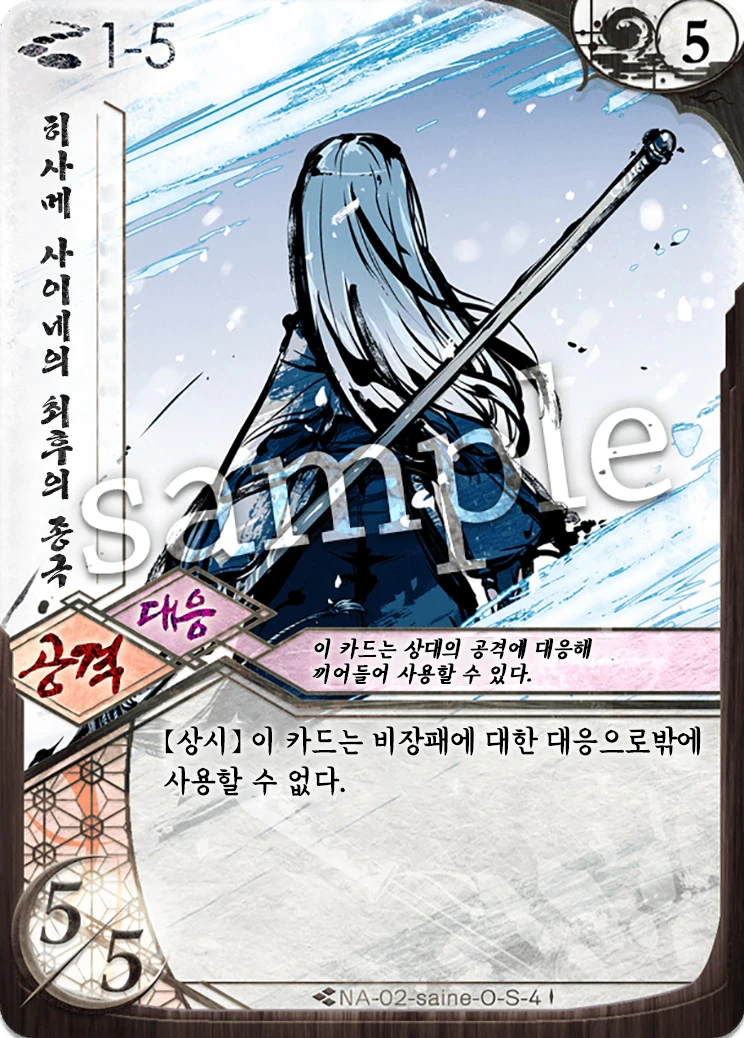 1-5
5
히사메 사이네의 최후의 종극
sample
대응
공격
이 카드는 상대의 공격에 대응해
끼어들어 사용할 수 있다.
【상시】 이 카드는 비장패에 대한 대응으로밖에
사용할 수 없다.
5/5
NA-02-saine-O-S-4